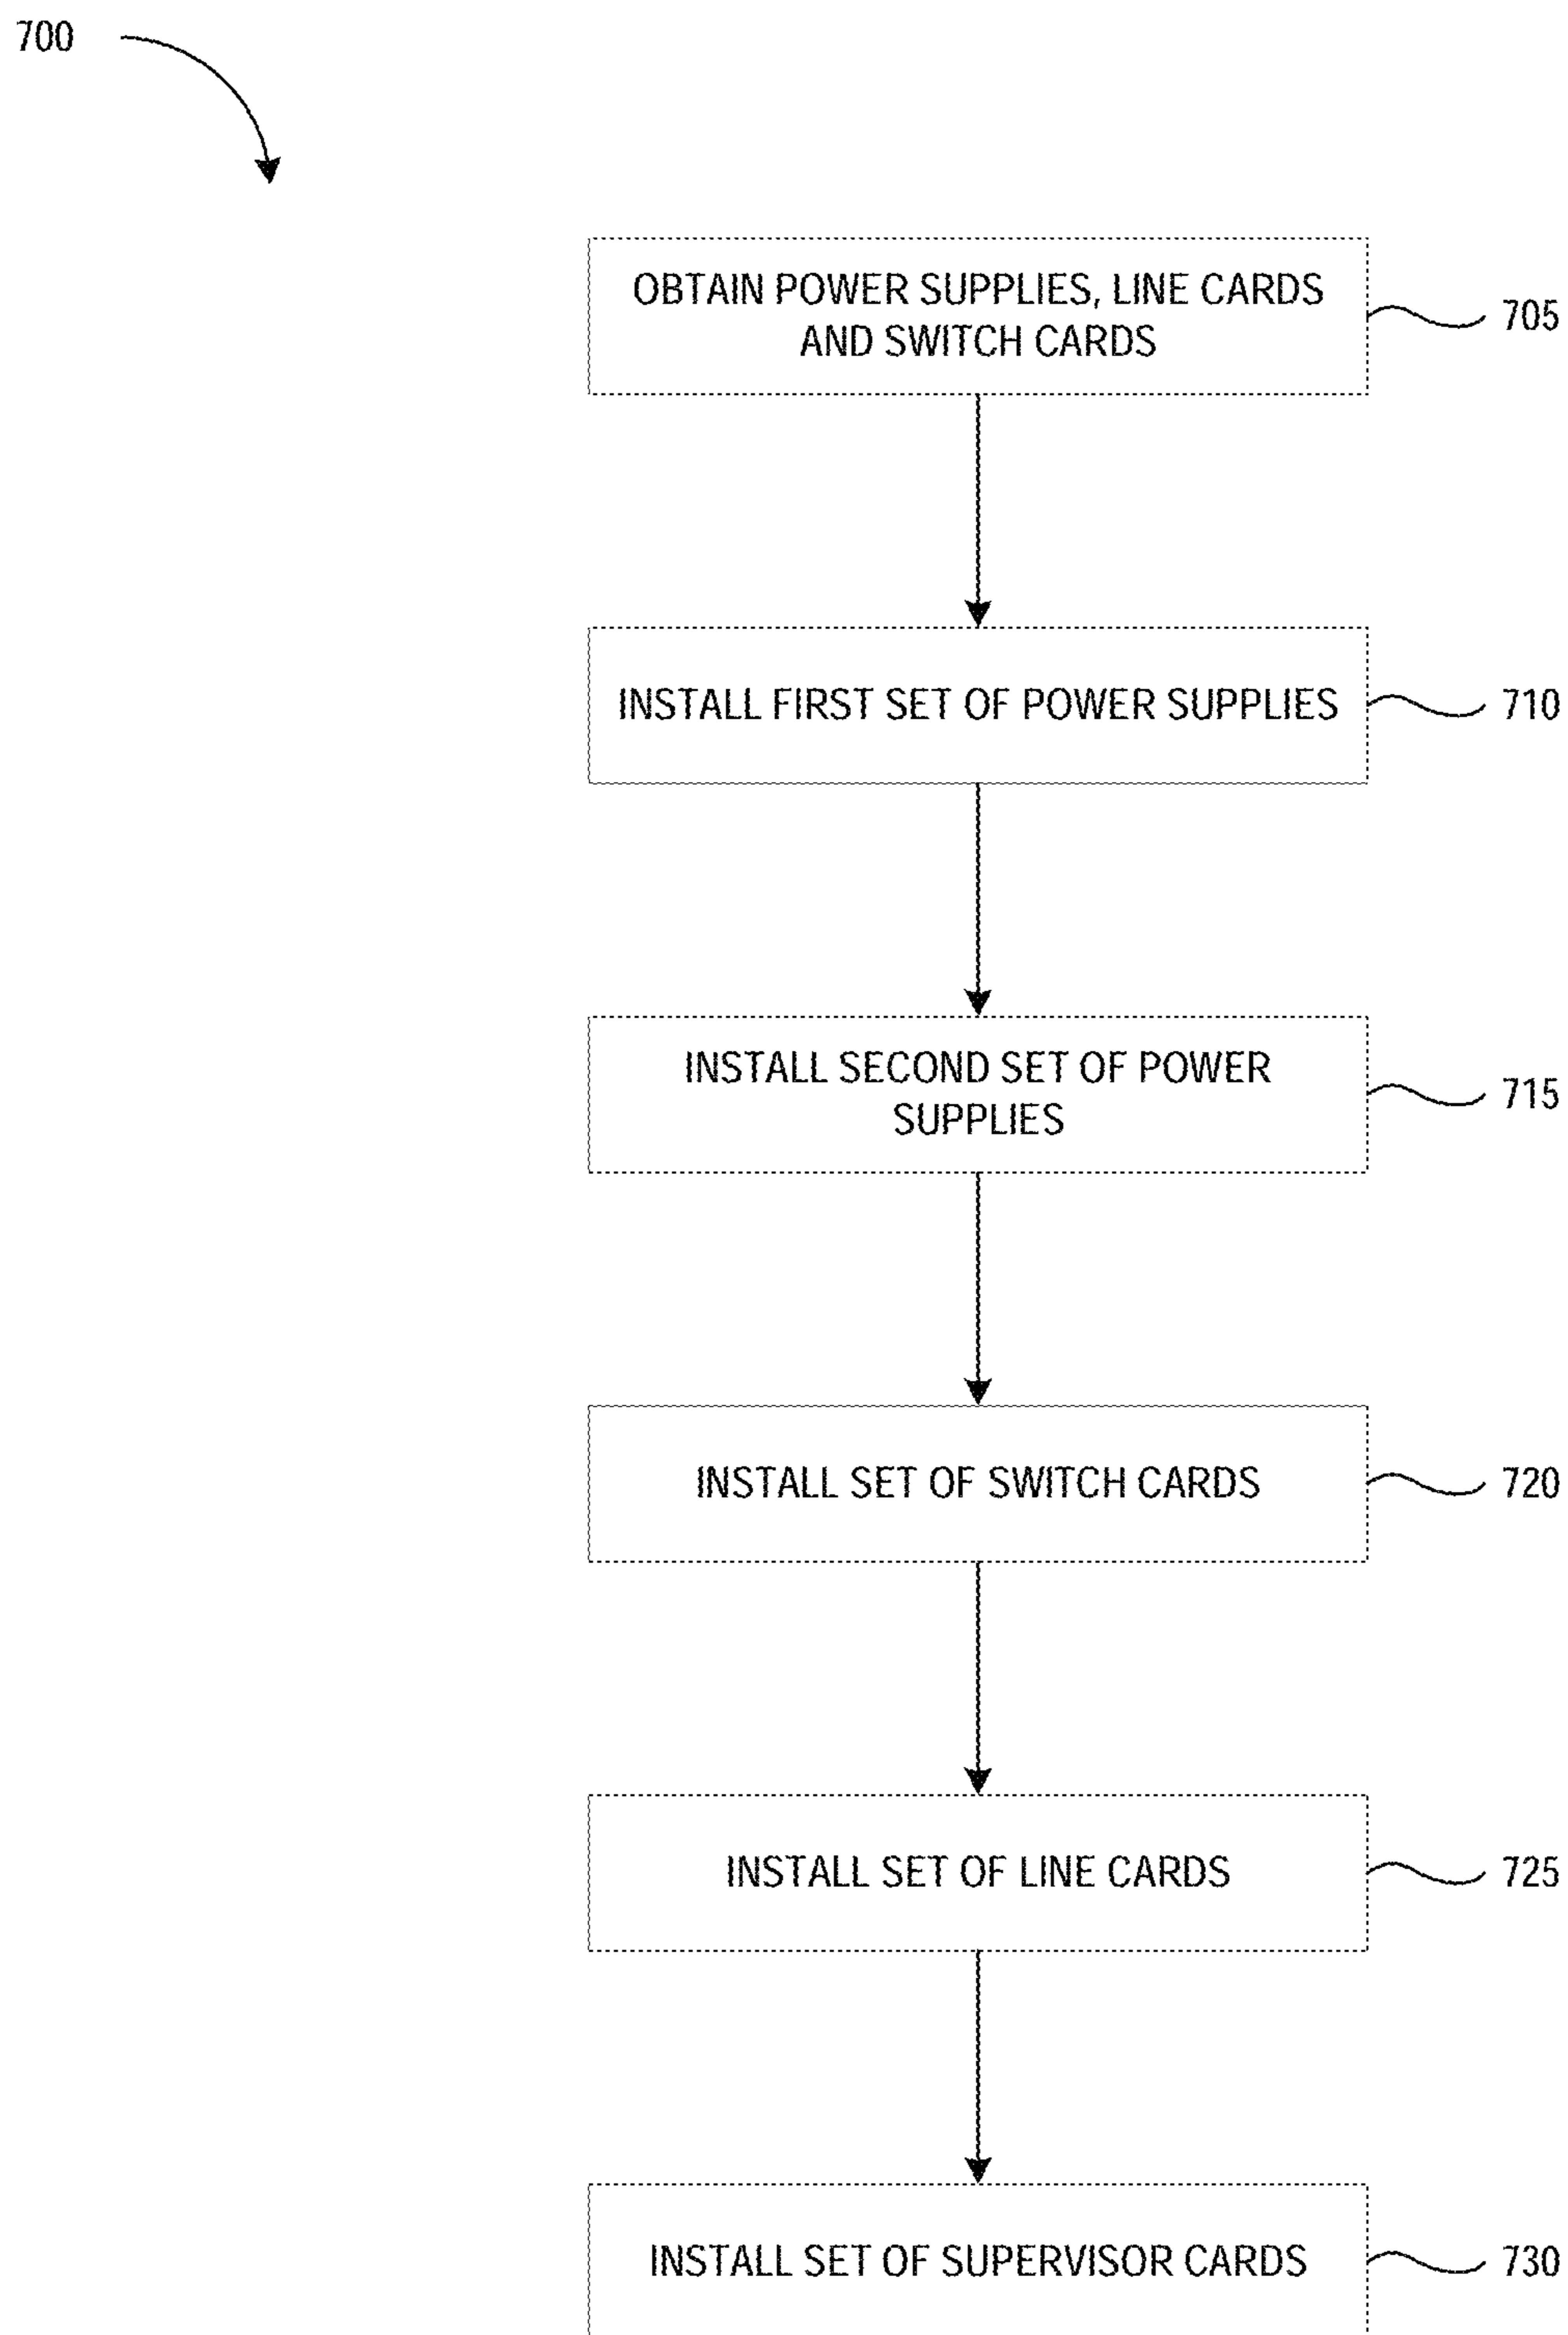 700
OBTAIN POWER SUPPLIES, LINE CARDS
AND SWITCH CARDS
705
INSTALL FIRST SET OF POWER SUPPLIES
710
INSTALL SECOND SET OF POWER
SUPPLIES
715
INSTALL SET OF SWITCH CARDS
720
INSTALL SET OF LINE CARDS
725
INSTALL SET OF SUPERVISOR CARDS
730